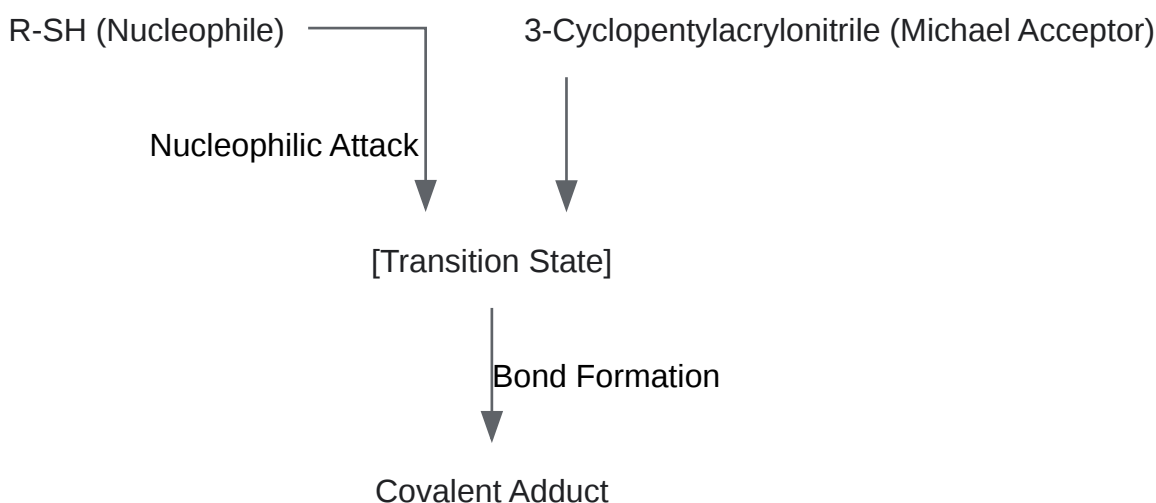 R-SH (Nucleophile)
3-Cyclopentylacrylonitrile (Michael Acceptor)
Nucleophilic Attack
[Transition State]
Bond Formation
Covalent Adduct